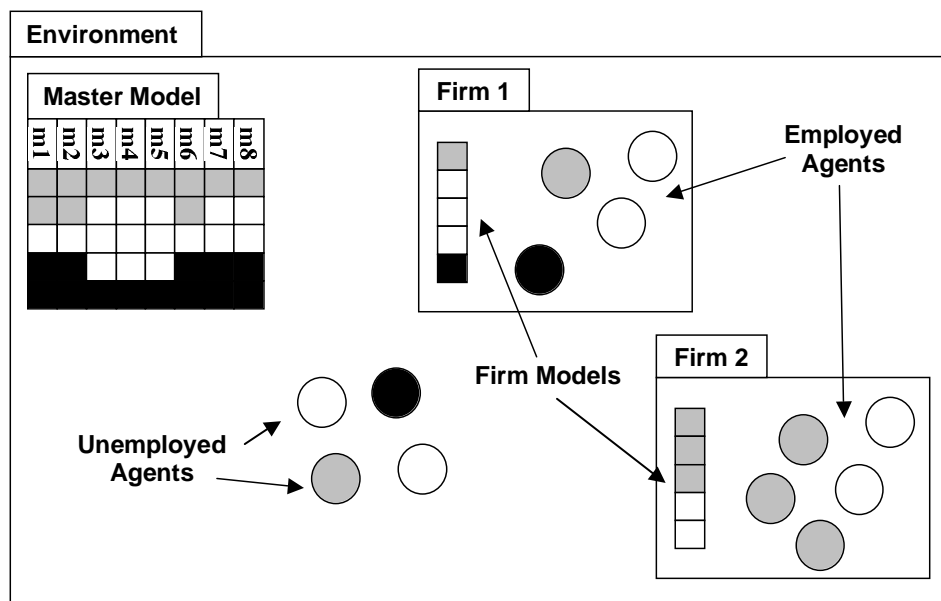 Environment
Master Model
m1 m2 m3 m4 m5 m6 m7 m8
Firm 1
Employed
Agents
Firm Models
Firm 2
Unemployed
Agents